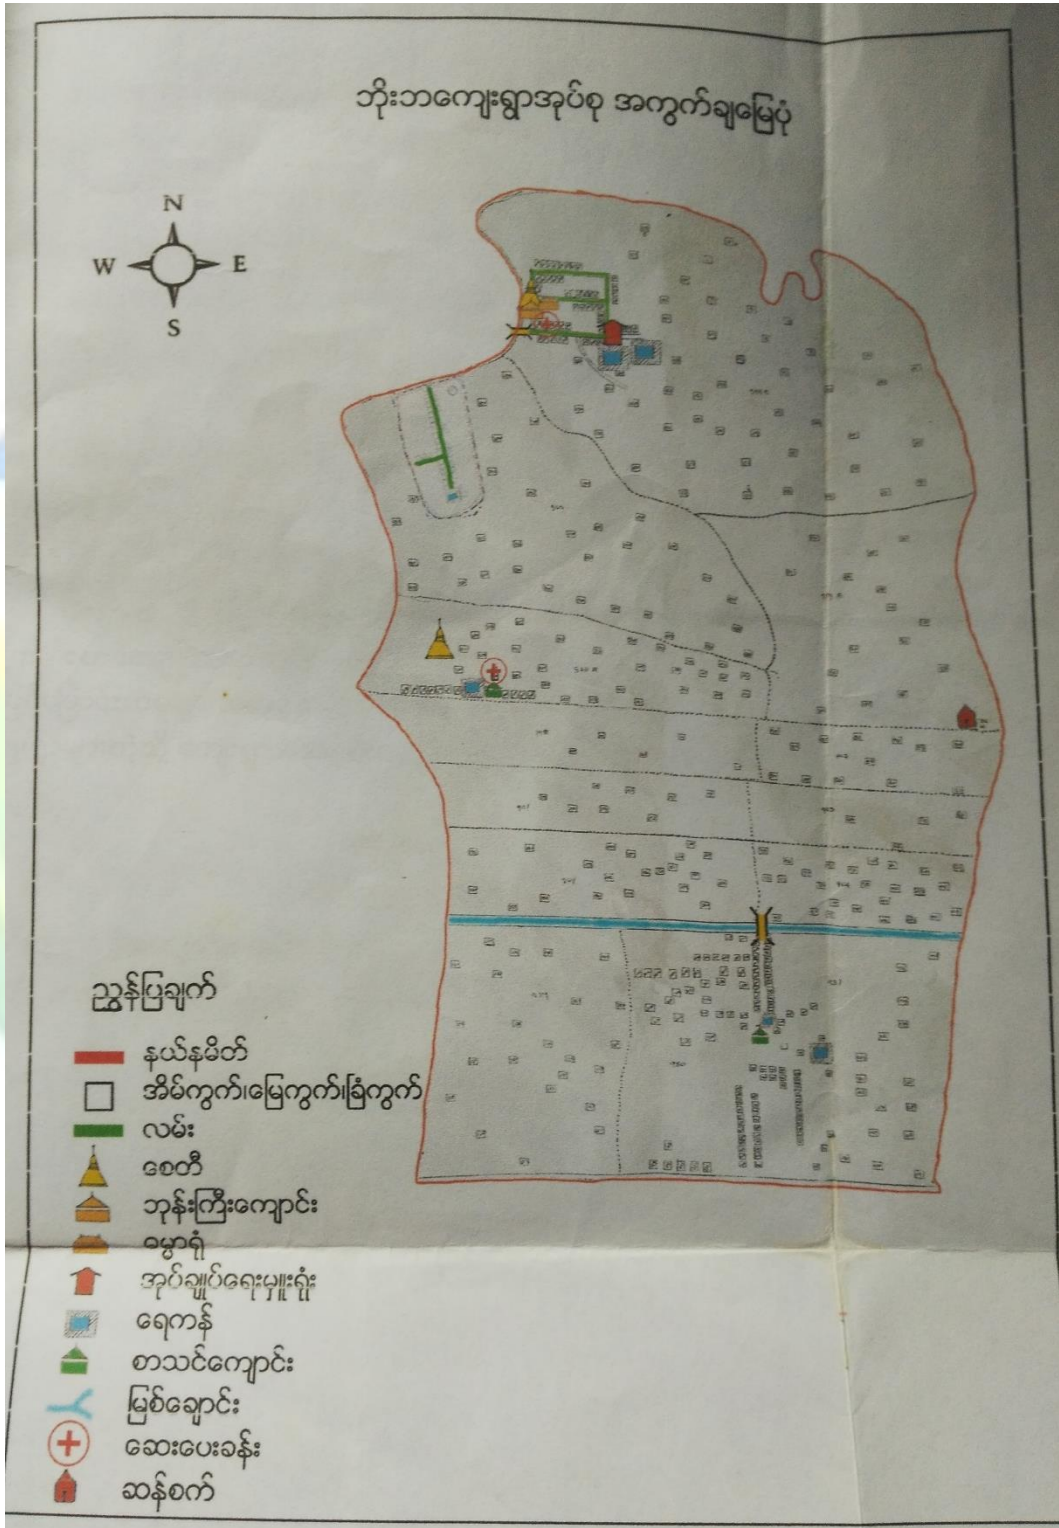 ဘိုးဘကျေးရွာအုပ်စု အကွက်ချမြေပုံ
N
W E
S
ညွှန်ပြချက်
နယ်နမိတ်
အိမ်ကွက်၊မြေကွက်၊ခြံကွက်
လမ်း
စေတီ
ဘုန်းကြီးကျောင်း
ဓမ္မာရုံ
အုပ်ချုပ်ရေးမှူးရုံး
ရေကန်
စာသင်ကျောင်း
မြစ်ချောင်း
ဆေးပေးခန်း
ဆန်စက်